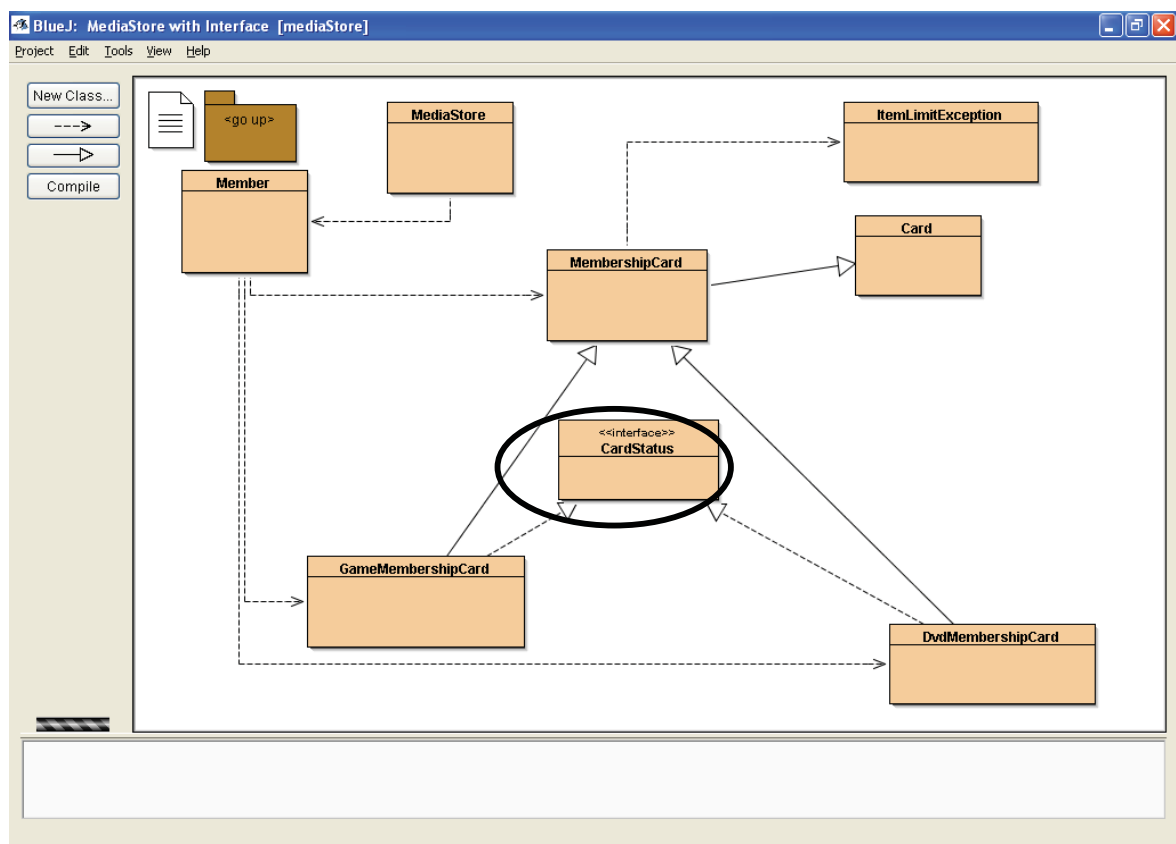 BlueJ: MediaStore with Interface [mediaStore]
Project Edit Tools View Help
New Class...
Compile
<go up>
MediaStore
ItemLimitException
Member
Card
MembershipCard
<<interface>>
CardStatus
GameMembershipCard
DvdMembershipCard